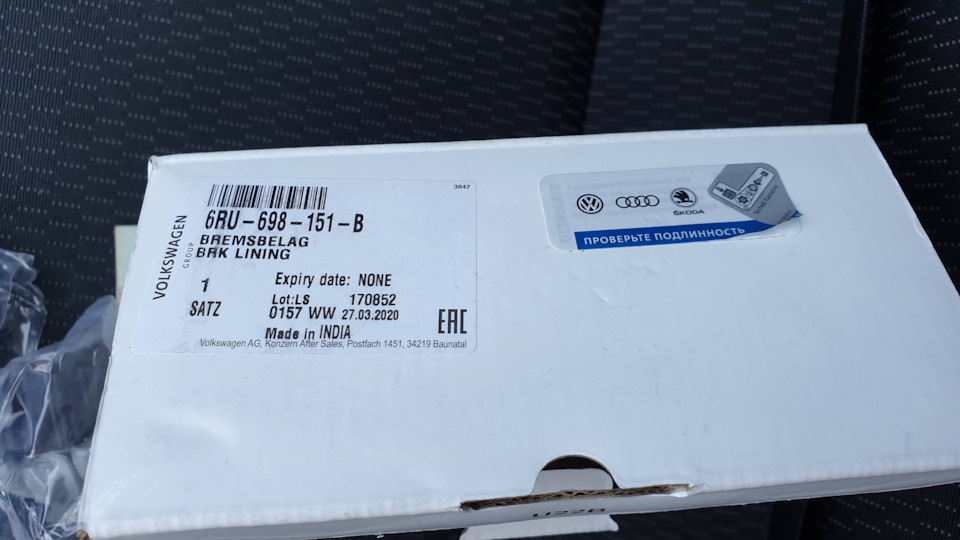 3847
6RU-698-151-B
BREMSBELAG
BRK LINING
VOLKSWAGEN
GROUP
1
SATZ
Expiry date: NONE
Lot:LS 170852
0157 WW 27.03.2020
Made in INDIA
EAC
Volkswagen AG, Konzern After Sales, Postfach 1451, 34219 Baunatal
ŠKODA
ПРОВЕРЬТЕ ПОДЛИННОСТЬ